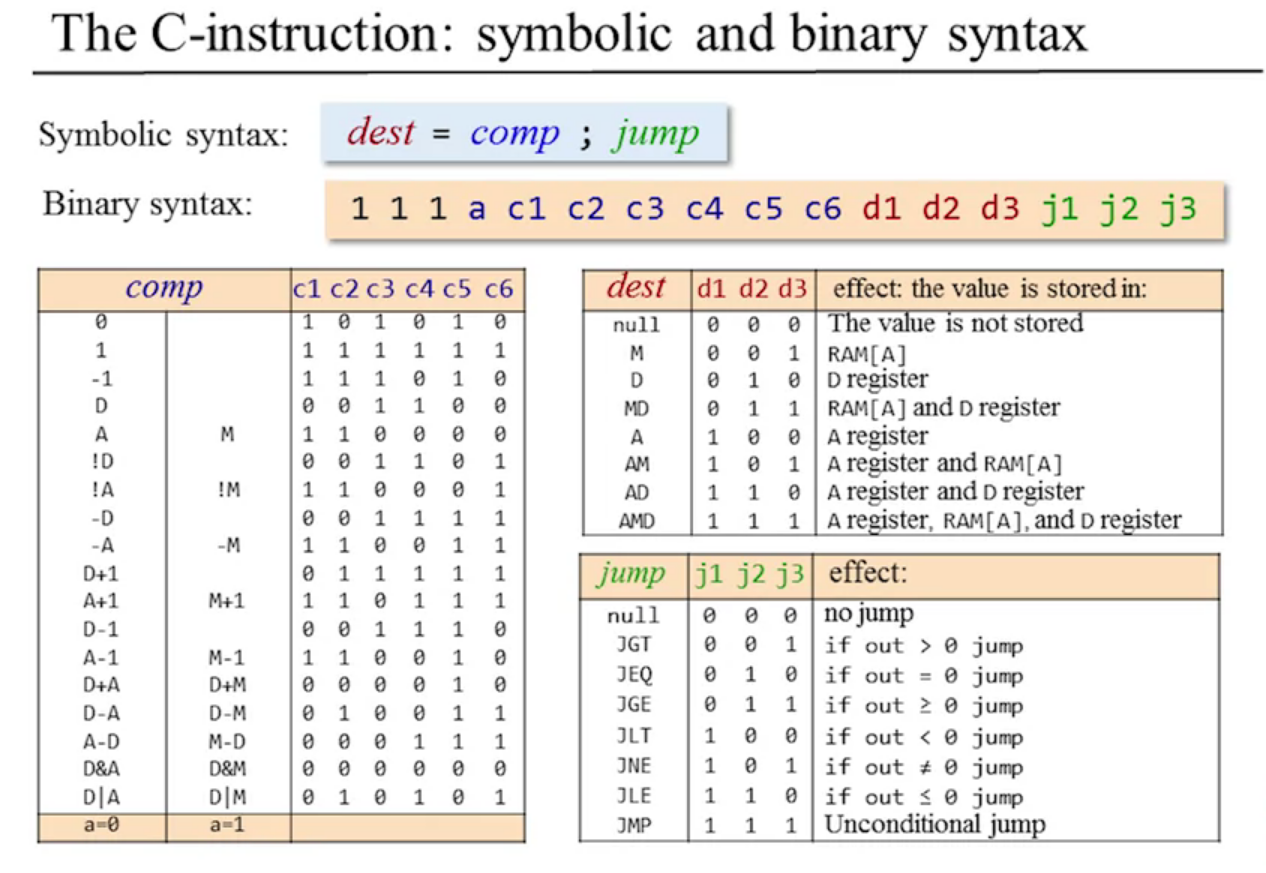 The C-instruction: symbolic and binary syntax
Symbolic syntax: dest = comp ; jump
Binary syntax: 1 1 1 a c1 c2 c3 c4 c5 c6 d1 d2 d3 j1 j2 j3
comp c1 c2 c3 c4 c5 c6
0 1 0 1 0 1 0
1 1 1 1 1 1 1
-1 1 1 1 0 1 0
D 0 0 1 1 0 0
A M 1 1 0 0 0 0
!D 0 0 1 1 0 1
!A !M 1 1 0 0 0 1
-D 0 0 1 1 1 1
-A -M 1 1 0 0 1 1
D+1 0 1 1 1 1 1
A+1 M+1 1 1 0 1 1 1
D-1 0 0 1 1 1 0
A-1 M-1 1 1 0 0 1 0
D+A D+M 0 0 0 0 1 0
D-A D-M 0 1 0 0 1 1
A-D M-D 0 0 0 1 1 1
D&A D&M 0 0 0 0 0 0
D|A D|M 0 1 0 1 0 1
a=0 a=1
dest d1 d2 d3 effect: the value is stored in:
null 0 0 0 The value is not stored
M 0 0 1 RAM[A]
D 0 1 0 D register
MD 0 1 1 RAM[A] and D register
A 1 0 0 A register
AM 1 0 1 A register and RAM[A]
AD 1 1 0 A register and D register
AMD 1 1 1 A register, RAM[A], and D register
jump j1 j2 j3 effect:
null 0 0 0 no jump
JGT 0 0 1 if out > 0 jump
JEQ 0 1 0 if out = 0 jump
JGE 0 1 1 if out ≥ 0 jump
JLT 1 0 0 if out < 0 jump
JNE 1 0 1 if out ≠ 0 jump
JLE 1 1 0 if out ≤ 0 jump
JMP 1 1 1 Unconditional jump